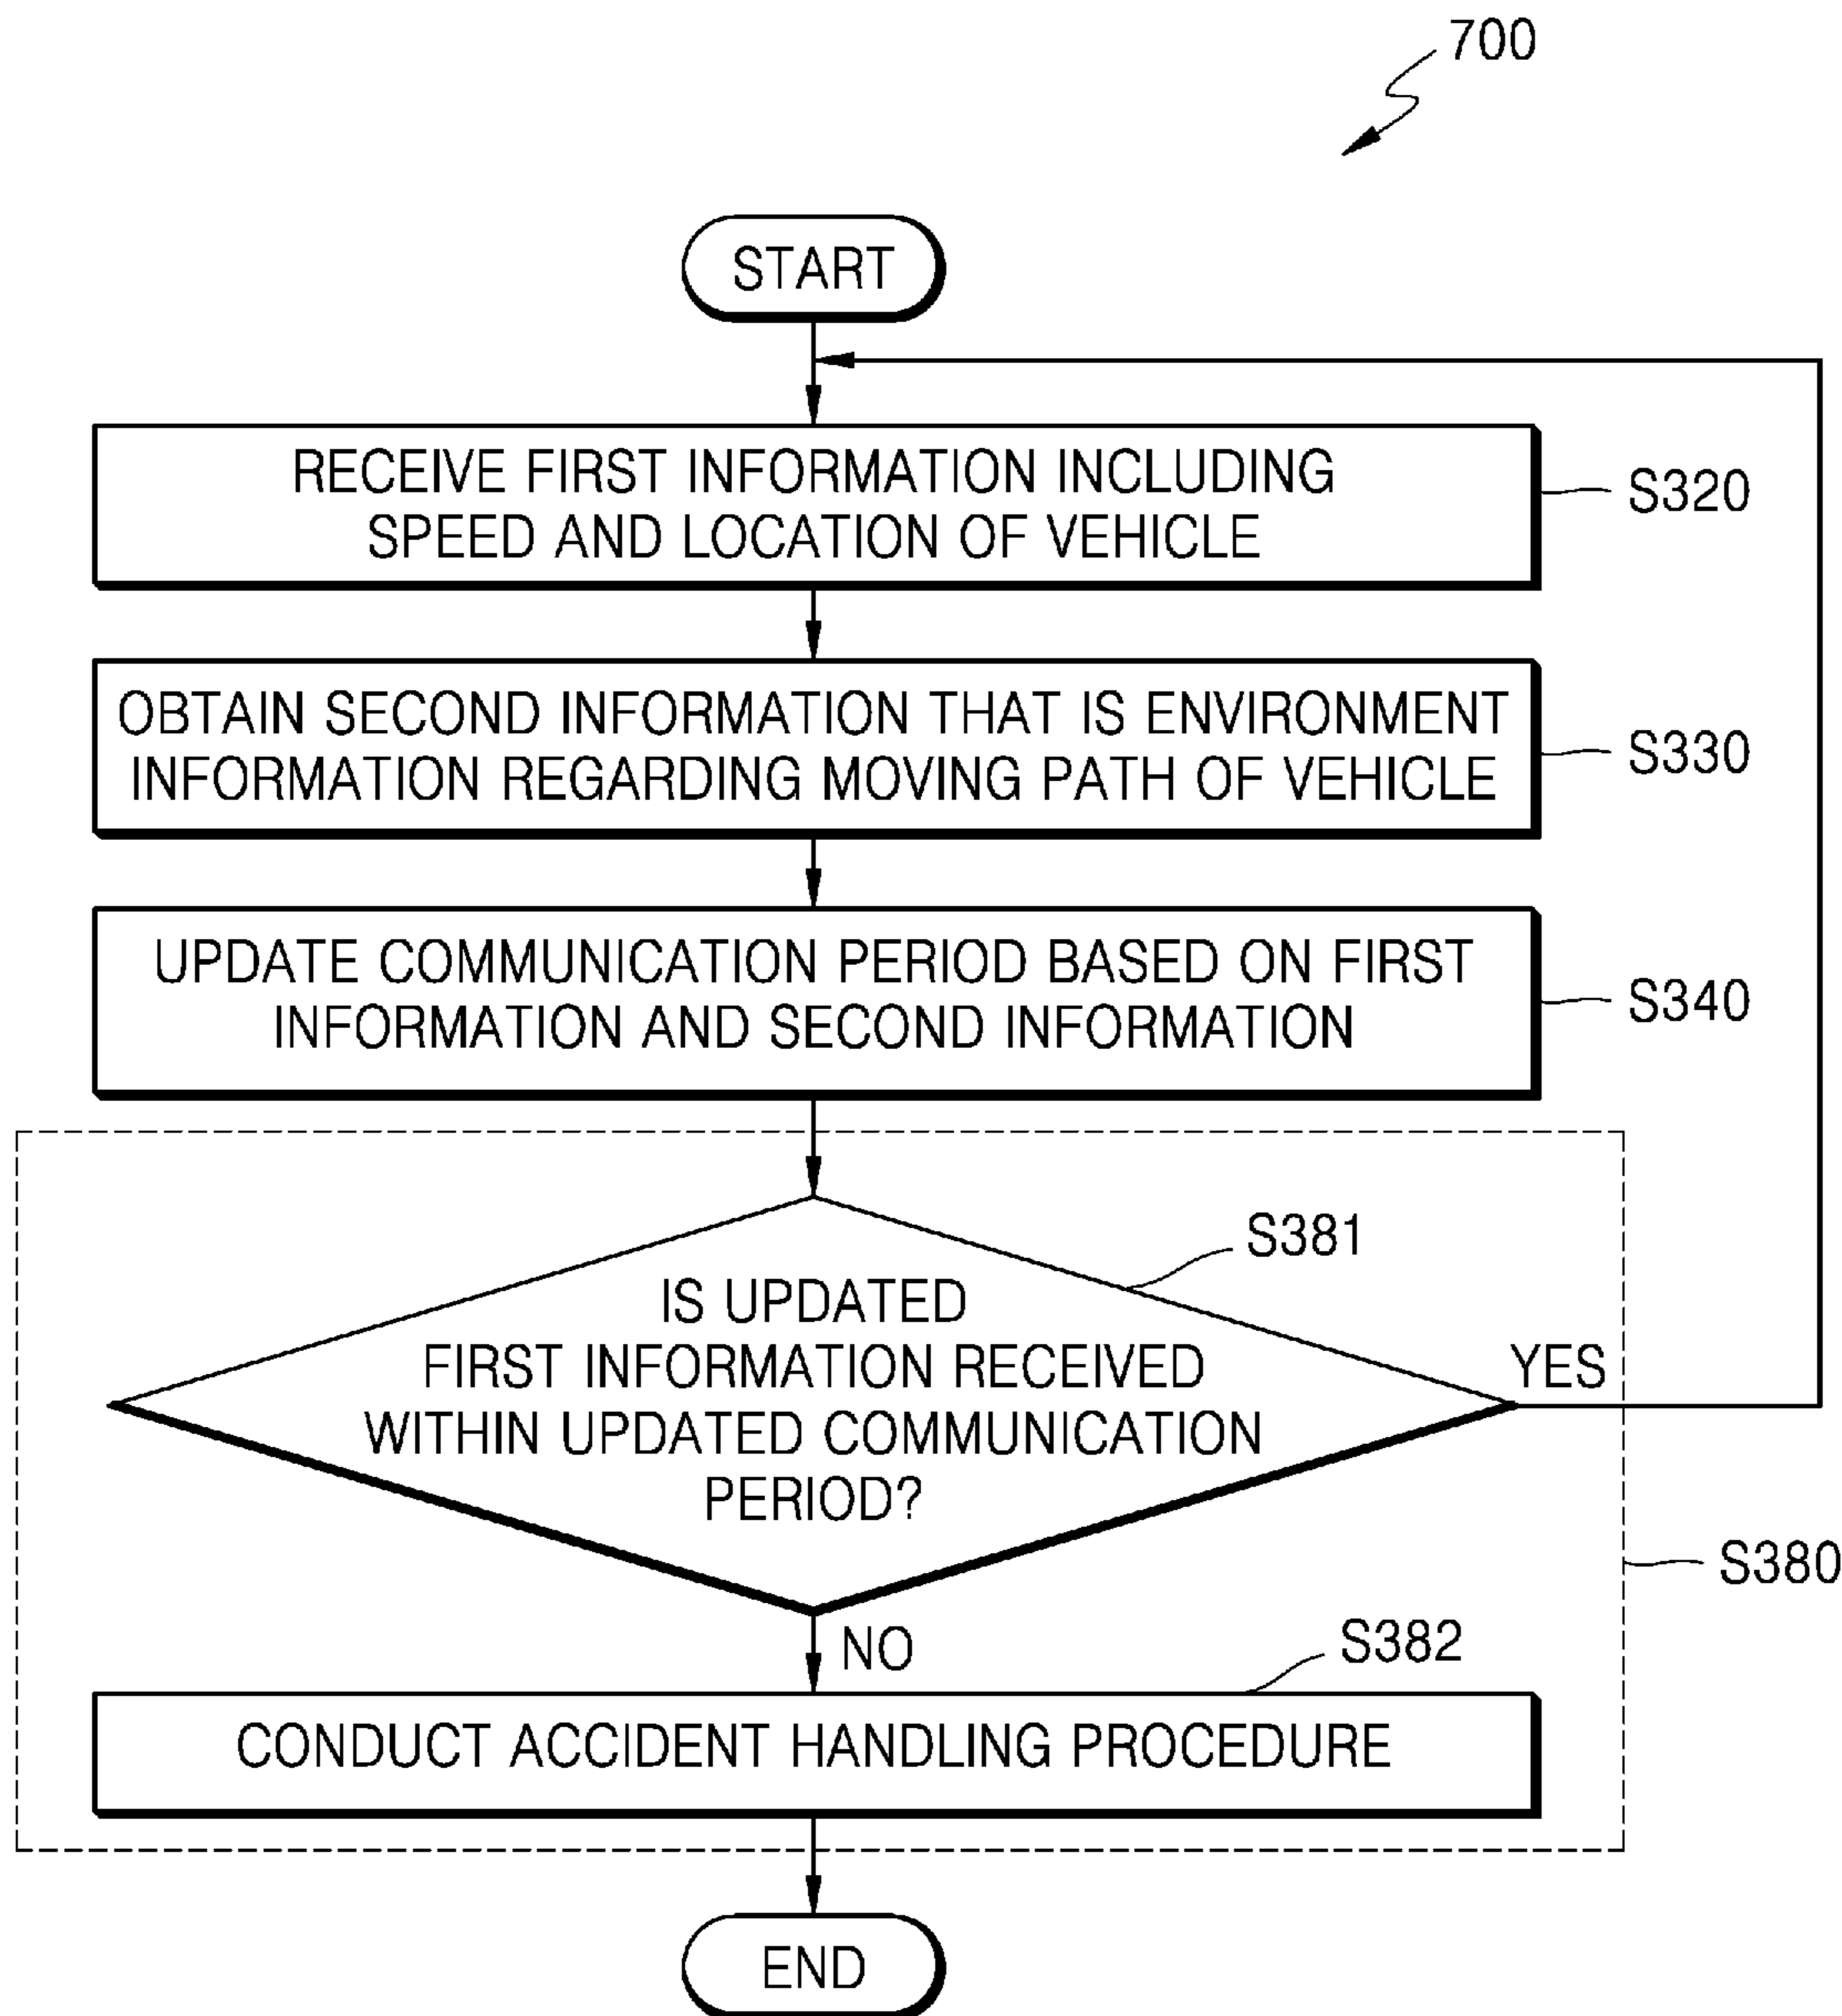 700
START
RECEIVE FIRST INFORMATION INCLUDING
SPEED AND LOCATION OF VEHICLE
S320
OBTAIN SECOND INFORMATION THAT IS ENVIRONMENT
INFORMATION REGARDING MOVING PATH OF VEHICLE
S330
UPDATE COMMUNICATION PERIOD BASED ON FIRST
INFORMATION AND SECOND INFORMATION
S340
S381
IS UPDATED
FIRST INFORMATION RECEIVED
WITHIN UPDATED COMMUNICATION
PERIOD?
YES
S380
NO
S382
CONDUCT ACCIDENT HANDLING PROCEDURE
END